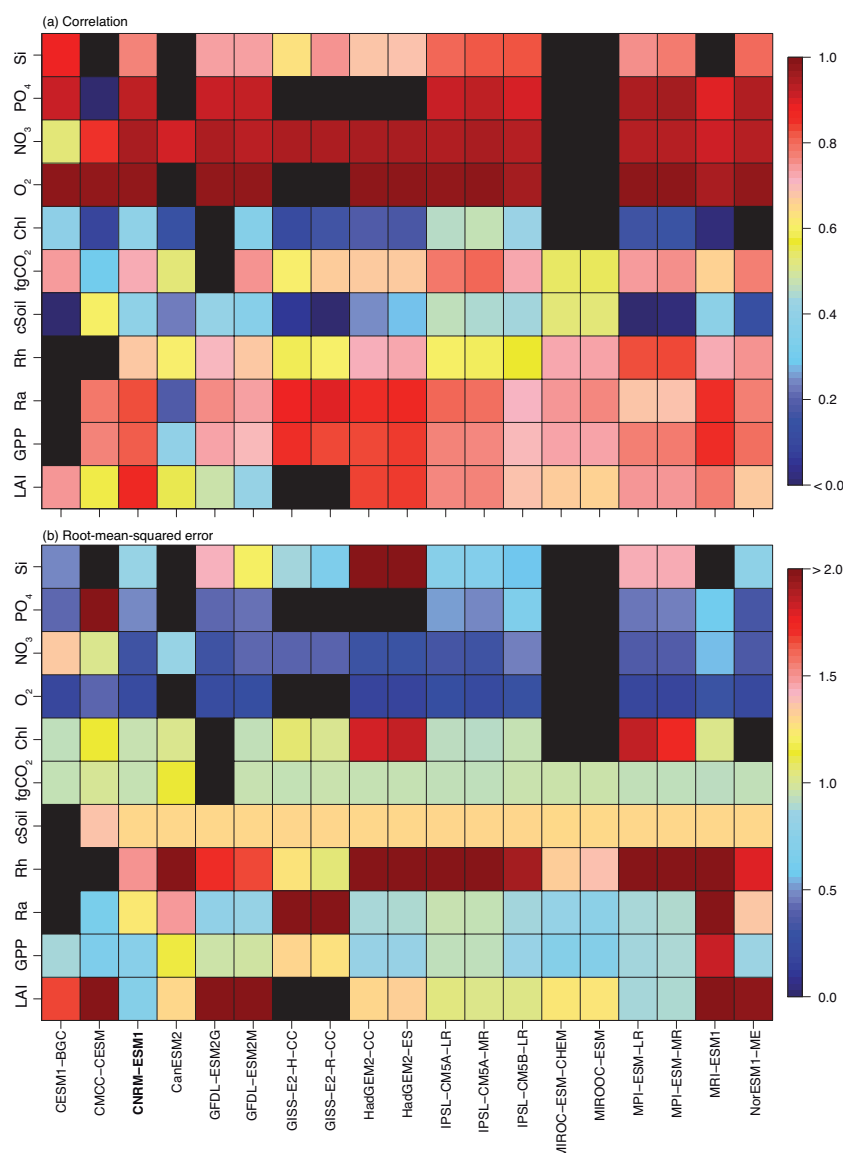 (a) Correlation
Si
PO4
NO3
O2
Chl
fgCO2
cSoil
Rh
Ra
GPP
LAI
1.0
0.8
0.6
0.4
0.2
< 0.0
(b) Root-mean-squared error
Si
PO4
NO3
O2
Chl
fgCO2
cSoil
Rh
Ra
GPP
LAI
> 2.0
1.5
1.0
0.5
0.0
CESM1−BGC
CMCC−CESM
CNRM−ESM1
CanESM2
GFDL−ESM2G
GFDL−ESM2M
GISS−E2−H−CC
GISS−E2−R−CC
HadGEM2−CC
HadGEM2−ES
IPSL−CM5A−LR
IPSL−CM5A−MR
IPSL−CM5B−LR
MIROC−ESM−CHEM
MIROOC−ESM
MPI−ESM−LR
MPI−ESM−MR
MRI−ESM1
NorESM1−ME